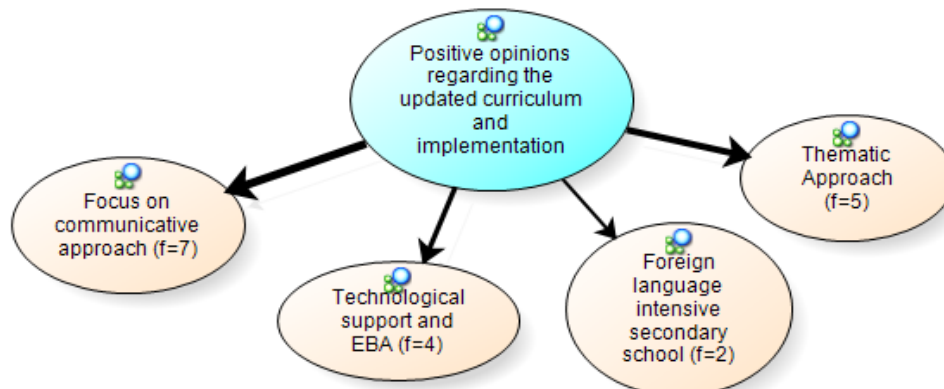 Positive opinions
regarding the
updated curriculum
and
implementation
Focus on
communicative
approach (f=7)
Technological
support and
EBA (f=4)
Foreign
language
intensive
secondary
school (f=2)
Thematic
Approach
(f=5)